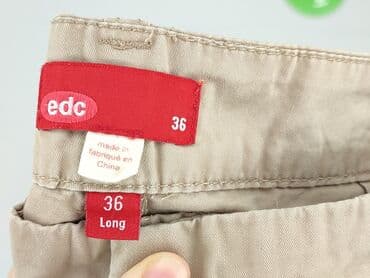 edc
36
made in
fabriqué en
China
36
Long